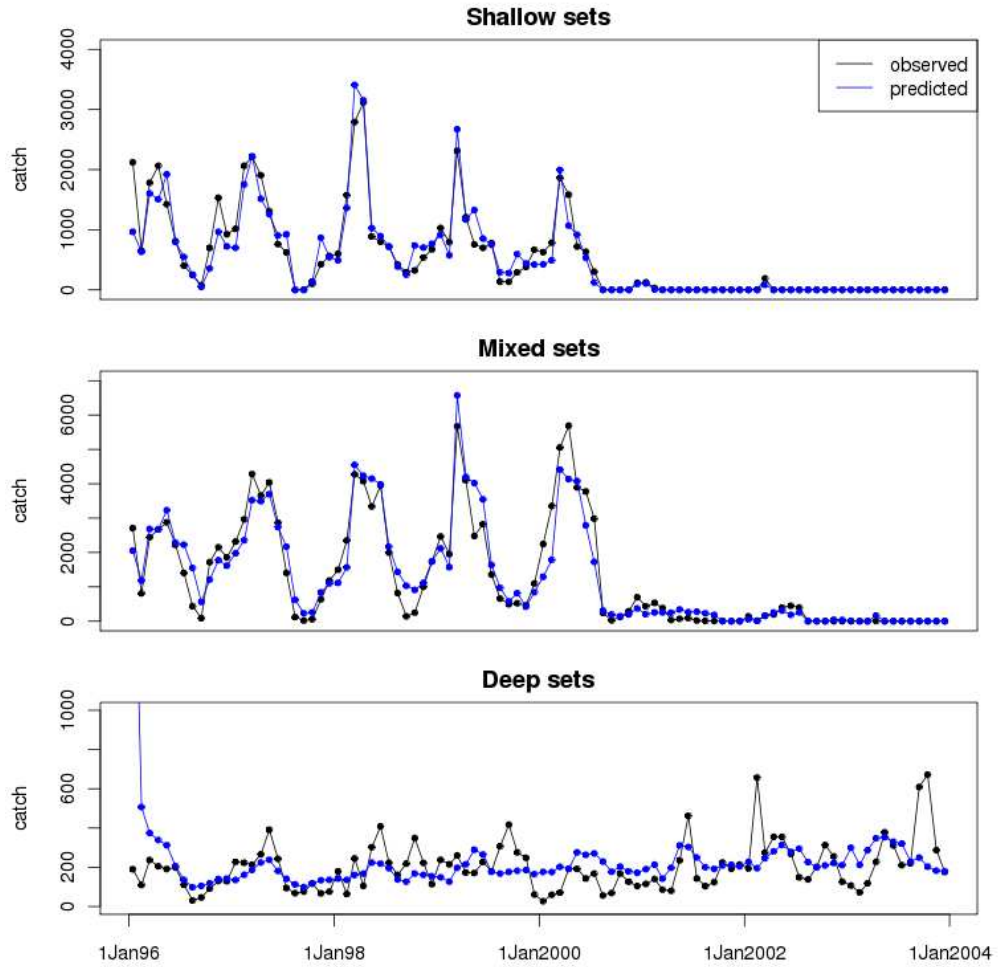 Shallow sets
observed
predicted
catch
4000
3000
2000
1000
0
Mixed sets
catch
6000
4000
2000
0
Deep sets
catch
1000
600
200
0
1Jan96
1Jan98
1Jan2000
1Jan2002
1Jan2004